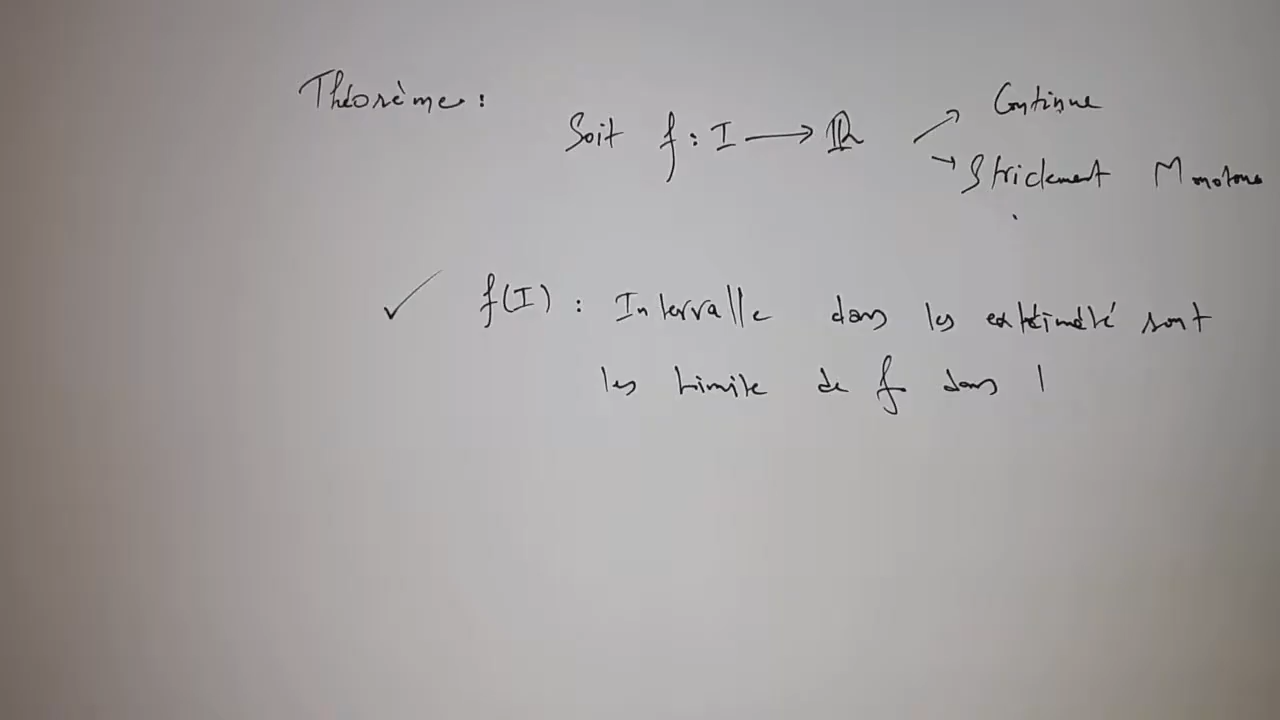 Théorème :
Soit f : I → ℝ ↗ Continue
→ Strictement Monotone
✓ f(I) : Intervalle dans les extrémité sont
les Limite de f dans I